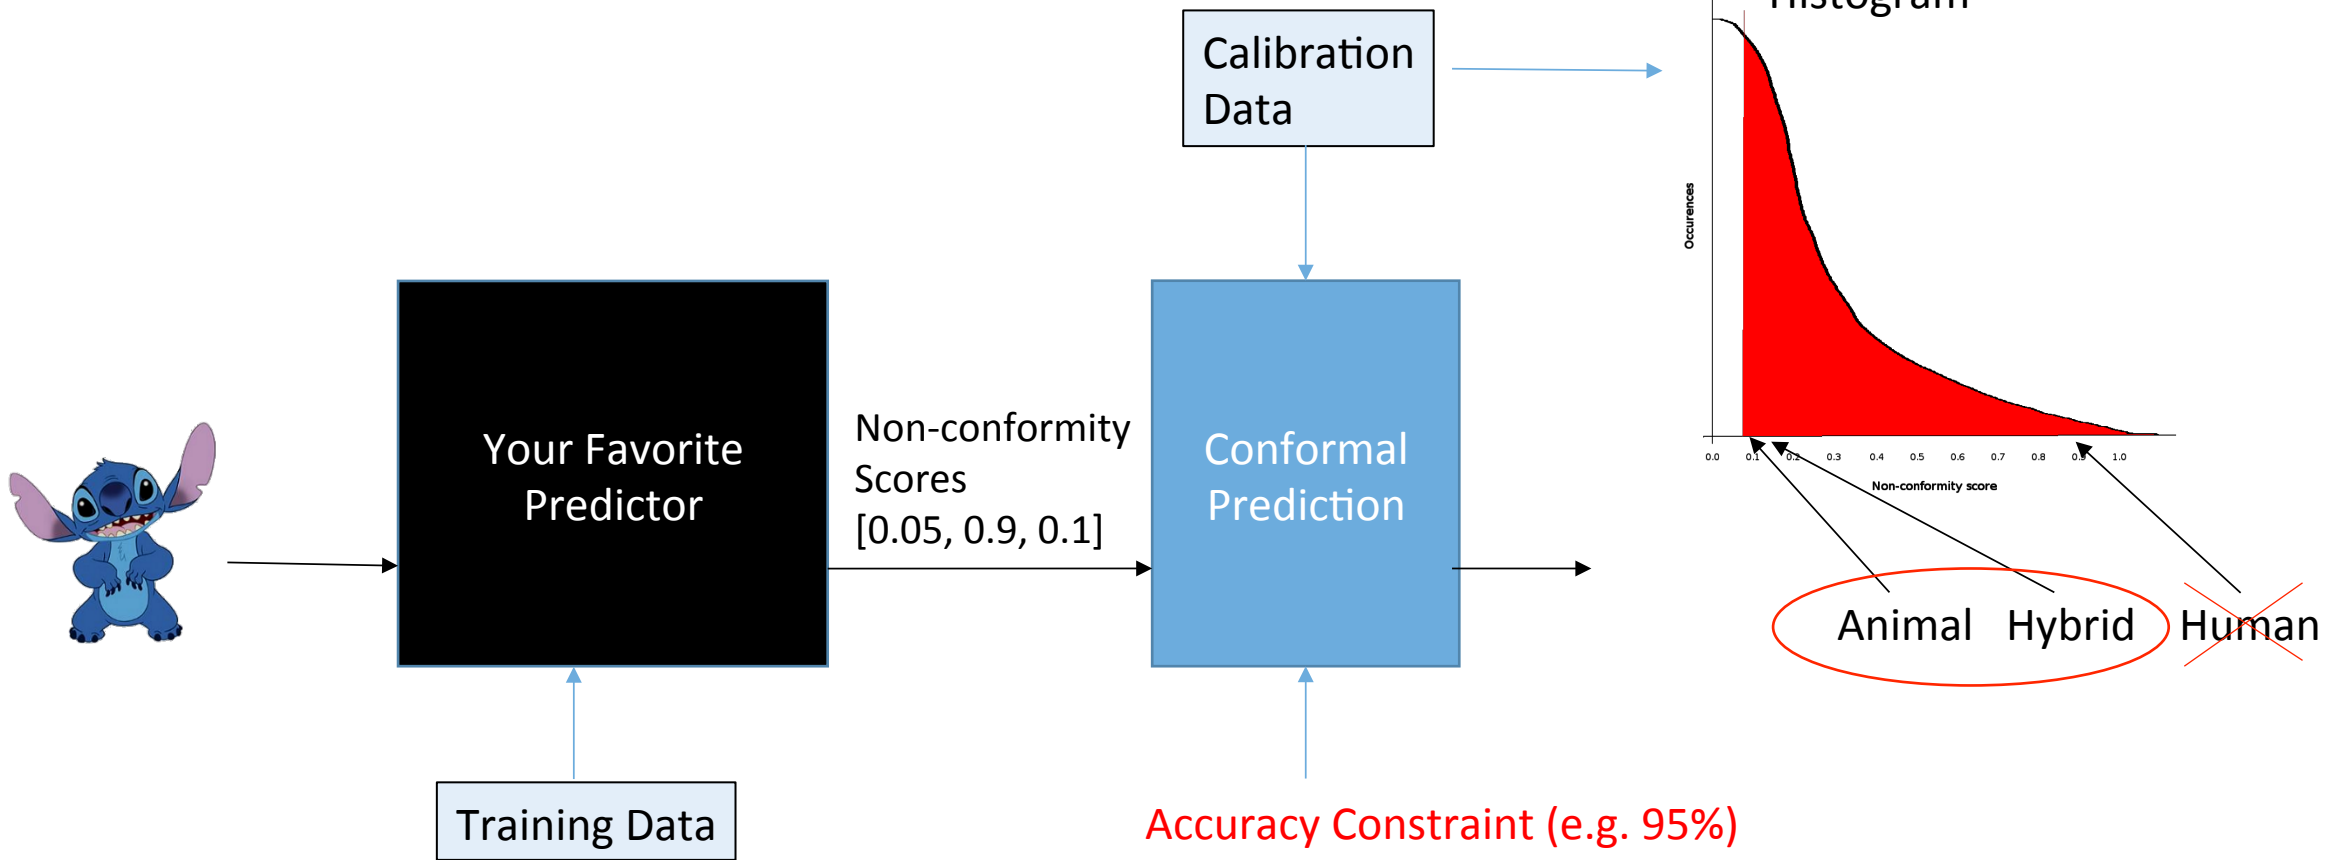 Histogram
Calibration
Data
Occurences
0.0 0.1 0.2 0.3 0.4 0.5 0.6 0.7 0.8 0.9 1.0
Non-conformity score
Your Favorite
Predictor
Non-conformity
Scores
[0.05, 0.9, 0.1]
Conformal
Prediction
Animal Hybrid Human
Training Data
Accuracy Constraint (e.g. 95%)